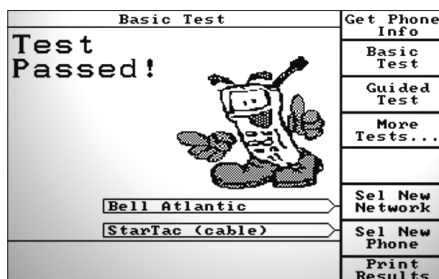 Basic Test
Test
Passed!
Bell Atlantic
StarTac (cable)
Get Phone
Info
Basic
Test
Guided
Test
More
Tests...
Sel New
Network
Sel New
Phone
Print
Results